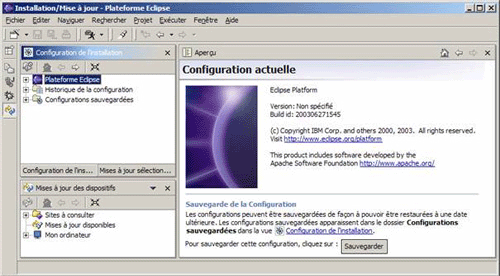 Installation/Mise à jour - Plateforme Eclipse
Fichier Editer Naviguer Rechercher Projet Exécuter Fenêtre Aide
Configuration de l'installation
Plateforme Eclipse
Historique de la configuration
Configurations sauvegardées
Configuration de l'ins... Mises à jour sélection...
Mises à jour des dispositifs
Sites à consulter
Mises à jour disponibles
Mon ordinateur
Aperçu
Configuration actuelle
Eclipse Platform
Version: Non spécifié
Build id: 200306271545
(c) Copyright IBM Corp. and others 2000, 2003. All rights reserved.
Visit http://www.eclipse.org/platform
This product includes software developed by the
Apache Software Foundation http://www.apache.org/
Sauvegarde de la Configuration
Les configurations peuvent être sauvegardées de façon à pouvoir être restaurées à une date
ultérieure. Les configurations sauvegardées apparaissent dans le dossier Configurations
sauvegardées dans la vue Configuration de l'installation.
Pour sauvegarder cette configuration, cliquez sur : Sauvegarder